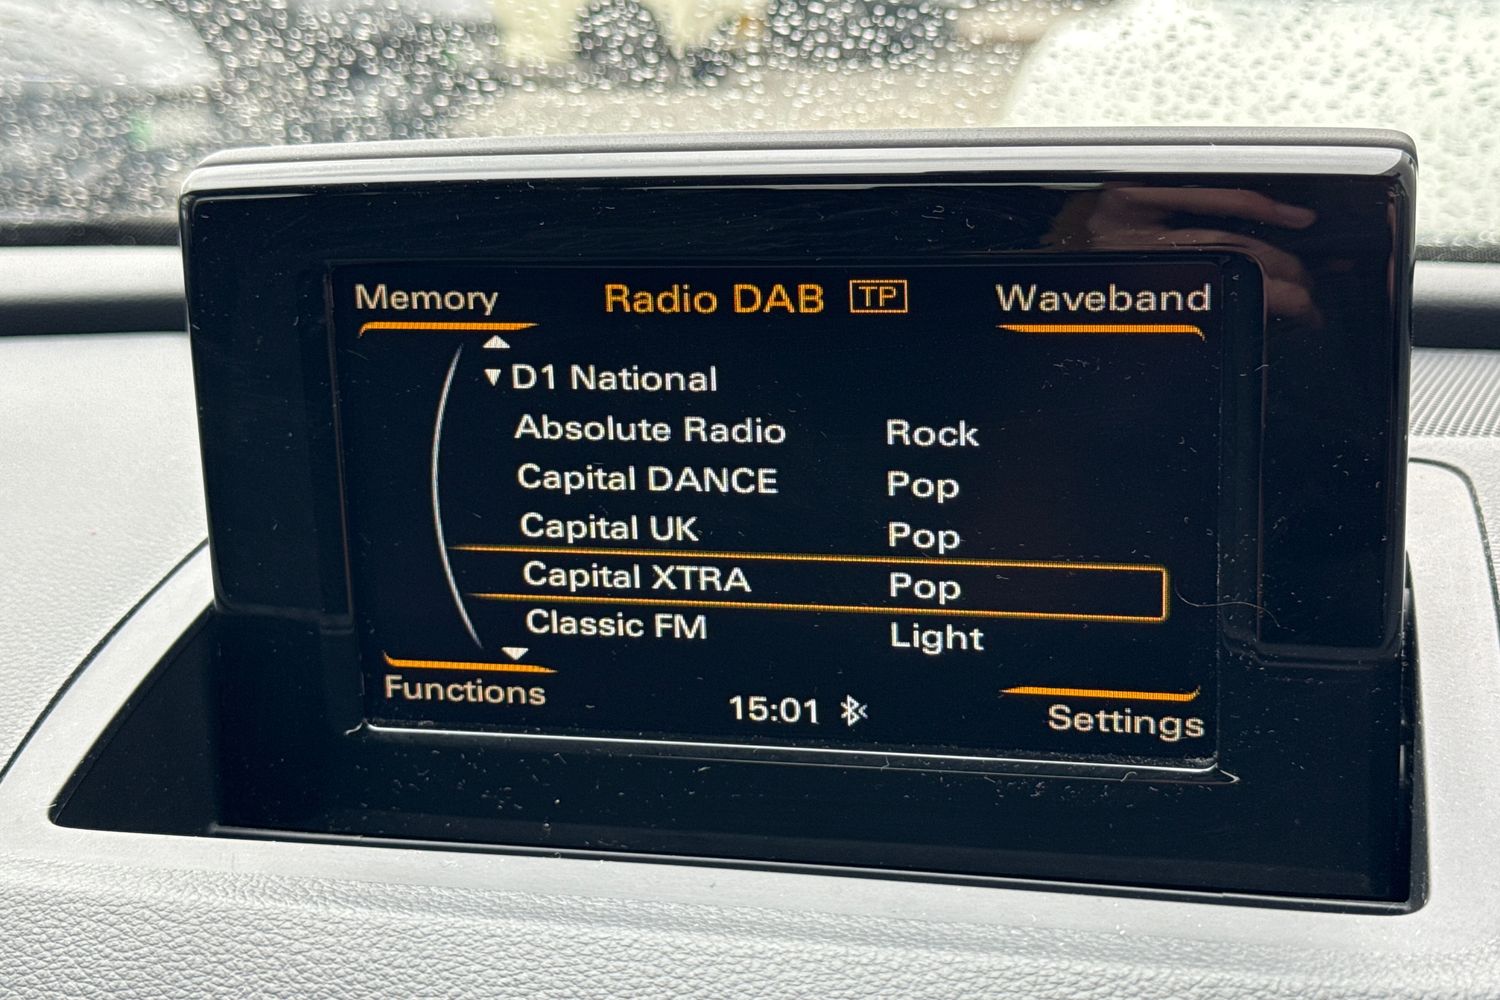 Memory Radio DAB TP Waveband
D1 National
Absolute Radio Rock
Capital DANCE Pop
Capital UK Pop
Capital XTRA Pop
Classic FM Light
Functions 15:01 Settings